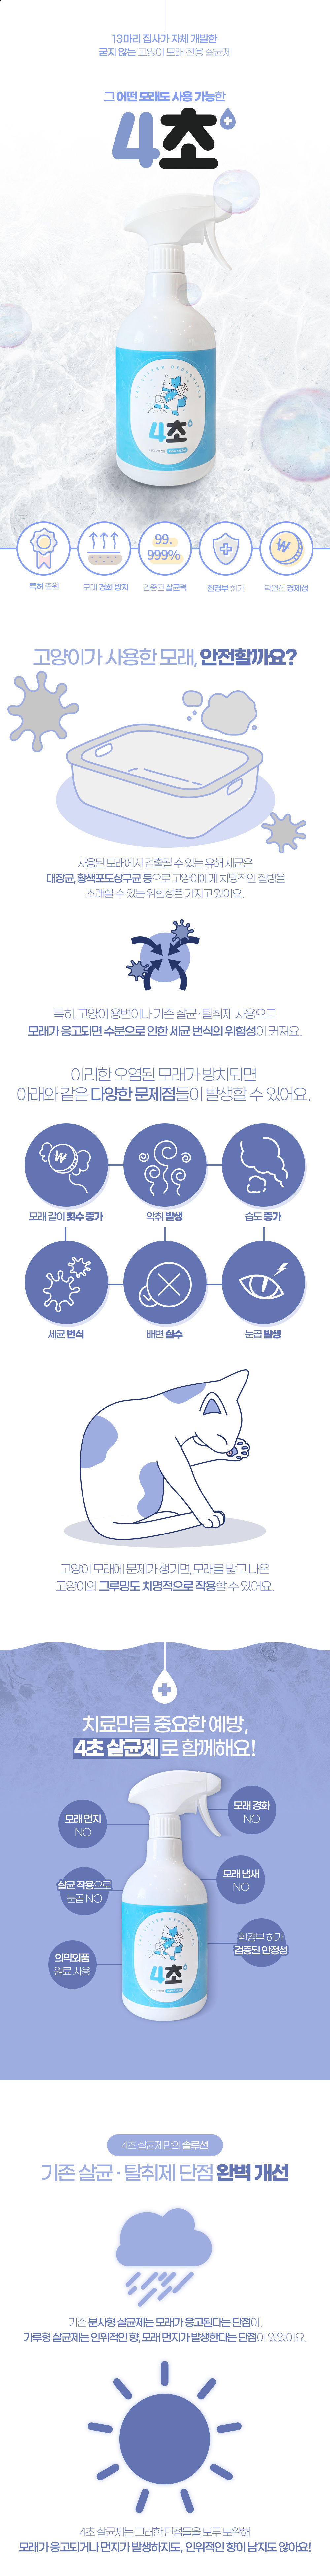 13마리 집사가 자체 개발한
굳지 않는 고양이 모래 전용 살균제
그 어떤 모래도 사용 가능한
4초
4초
99.
999%
특허 출원
모래 경화 방지
입증된 살균력
환경부 허가
탁월한 경제성
고양이가 사용한 모래, 안전할까요?
사용된 모래에서 검출될 수 있는 유해 세균은
대장균, 황색포도상구균 등으로 고양이에게 치명적인 질병을
초래할 수 있는 위험성을 가지고 있어요.
특히, 고양이 용변이나 기존 살균·탈취제 사용으로
모래가 응고되면 수분으로 인한 세균 번식의 위험성이 커져요.
이러한 오염된 모래가 방치되면
아래와 같은 다양한 문제점들이 발생할 수 있어요.
모래 갈이 횟수 증가
악취 발생
습도 증가
세균 번식
배변 실수
눈곱 발생
고양이 모래에 문제가 생기면, 모래를 밟고 나온
고양이의 그루밍도 치명적으로 작용할 수 있어요.
치료만큼 중요한 예방,
4초 살균제로 함께해요!
모래 먼지
NO
모래 경화
NO
살균 작용으로
눈곱 NO
모래 냄새
NO
의약외품
원료 사용
환경부 허가
검증된 안정성
4초
4초 살균제만의 솔루션
기존 살균·탈취제 단점 완벽 개선
기존 분사형 살균제는 모래가 응고된다는 단점이,
가루형 살균제는 인위적인 향, 모래 먼지가 발생한다는 단점이 있었어요.
4초 살균제는 그러한 단점들을 모두 보완해
모래가 응고되거나 먼지가 발생하지도, 인위적인 향이 남지도 않아요!